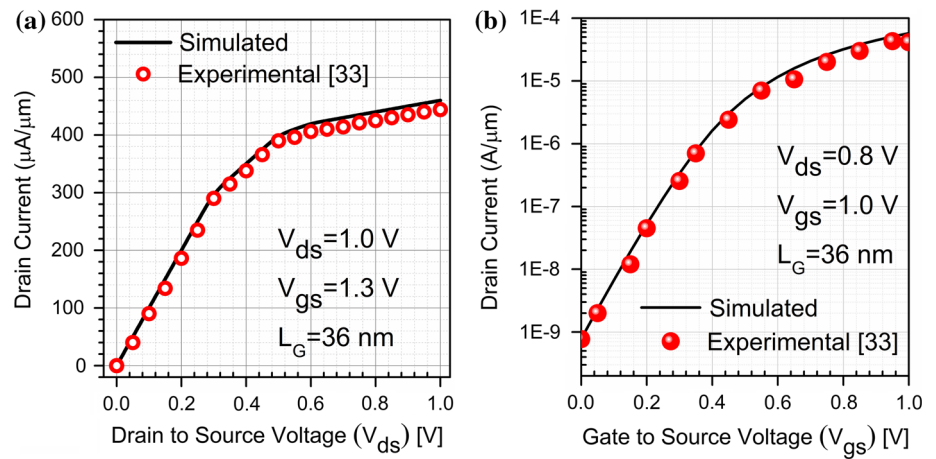 (a)
600
500
400
300
200
100
0
Drain Current (μA/μm)
Simulated
Experimental [33]
V_ds=1.0 V
V_gs=1.3 V
L_G=36 nm
0.0 0.2 0.4 0.6 0.8 1.0
Drain to Source Voltage (V_ds) [V]
(b)
1E-4
1E-5
1E-6
1E-7
1E-8
1E-9
Drain Current (A/μm)
V_ds=0.8 V
V_gs=1.0 V
L_G=36 nm
Simulated
Experimental [33]
0.0 0.2 0.4 0.6 0.8 1.0
Gate to Source Voltage (V_gs) [V]